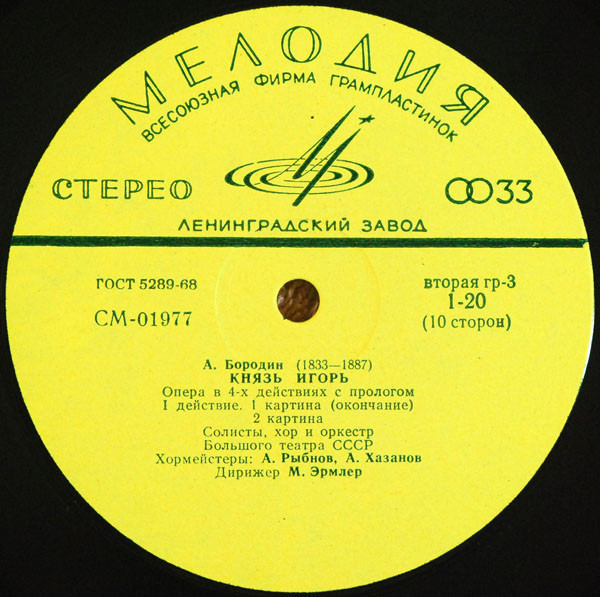 МЕЛОДИЯ
ВСЕСОЮЗНАЯ ФИРМА ГРАМПЛАСТИНОК
СТЕРЕО
33
ЛЕНИНГРАДСКИЙ ЗАВОД
ГОСТ 5289-68
вторая гр-3
СМ-01977
1-20
(10 сторон)
А. Бородин (1833—1887)
КНЯЗЬ ИГОРЬ
Опера в 4-х действиях с прологом
I действие. 1 картина (окончание)
2 картина
Солисты, хор и оркестр
Большого театра СССР
Хормейстеры: А. Рыбнов, А. Хазанов
Дирижер М. Эрмлер